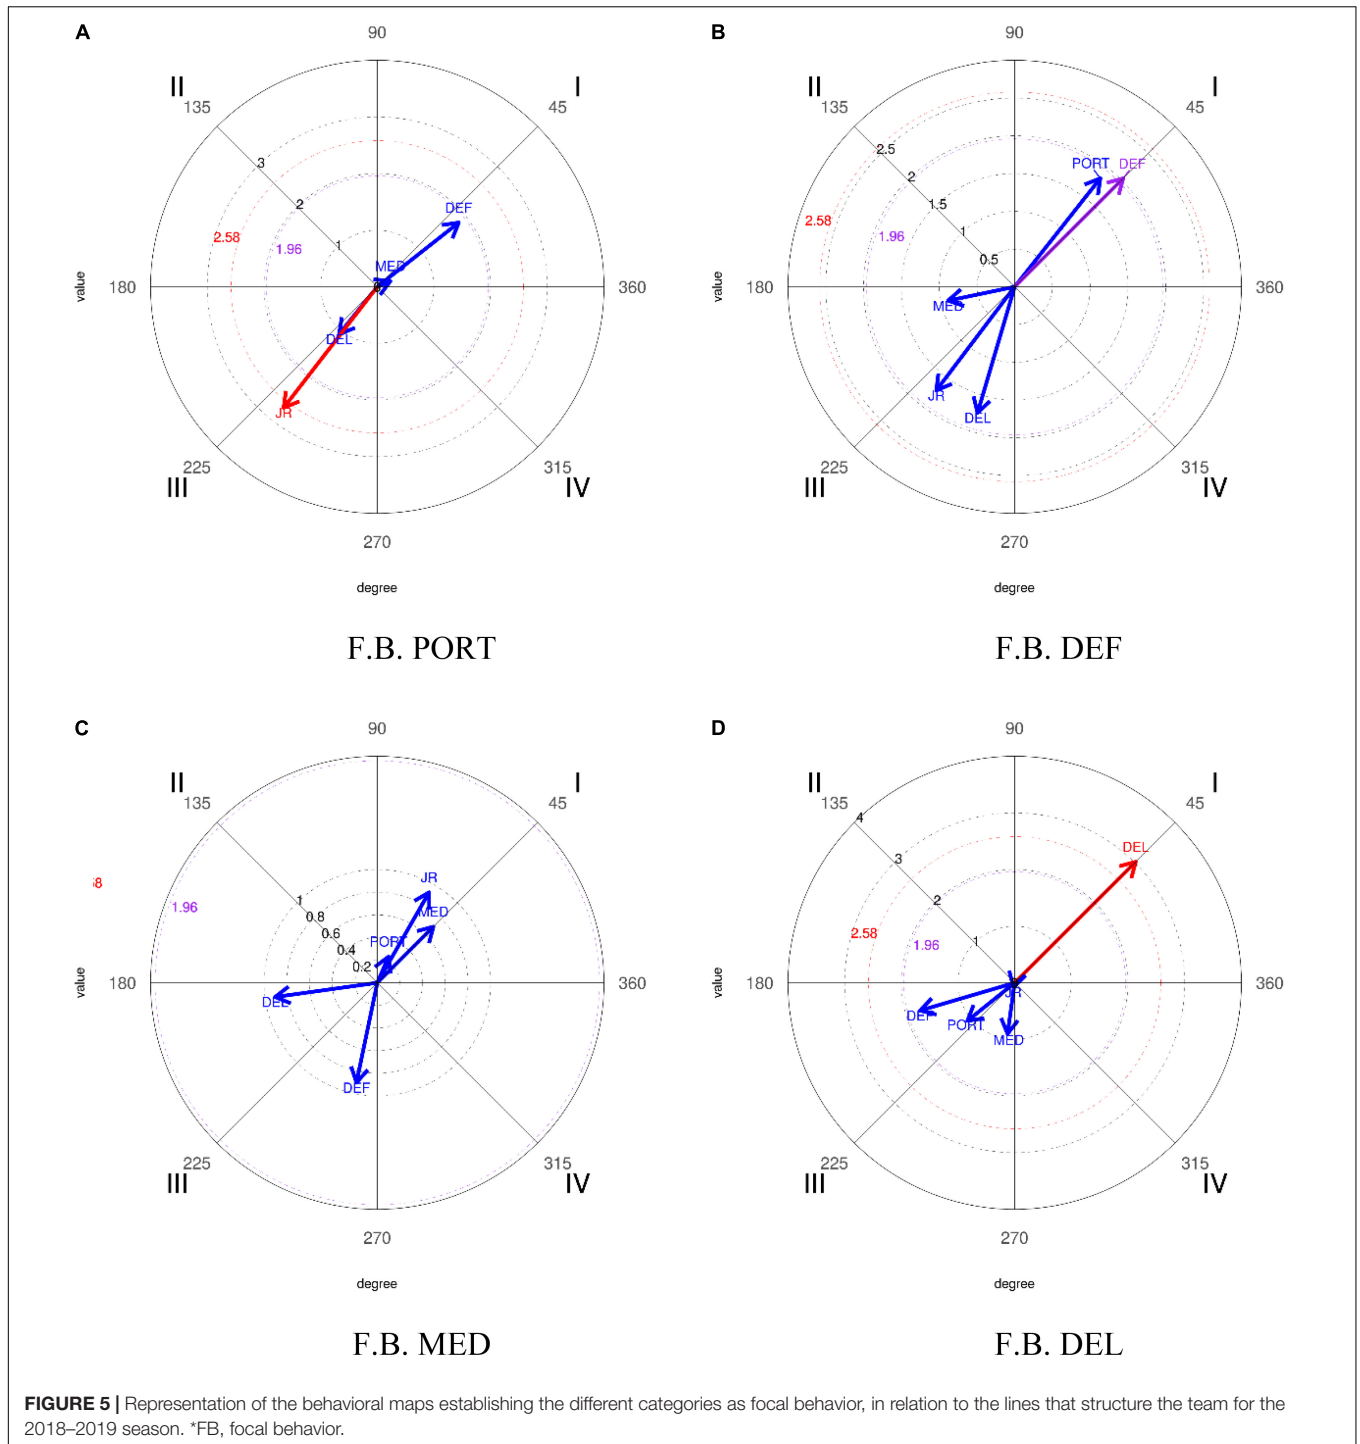 A
90
II
I
135
45
3
2
DEF
2.58
1.96
1
MED
value
180
0
360
DEL
JR
225
315
III
IV
270
degree
F.B. PORT
B
90
II
I
135
45
2.5
PORT DEF
2
1.5
2.58
1.96
1
0.5
value
180
360
MED
JR
DEL
225
315
III
IV
270
degree
F.B. DEF
C
90
II
I
135
45
JR
1
1.96
0.8
MED
0.6
PORT
0.4
0.2
value
180
360
DEL
DEF
225
315
III
IV
270
degree
F.B. MED
D
90
II
I
135
45
4
DEL
3
2
2.58
1.96
1
value
180
360
JR
DEF
PORT
MED
225
315
III
IV
270
degree
F.B. DEL
FIGURE 5 | Representation of the behavioral maps establishing the different categories as focal behavior, in relation to the lines that structure the team for the
2018–2019 season. *FB, focal behavior.